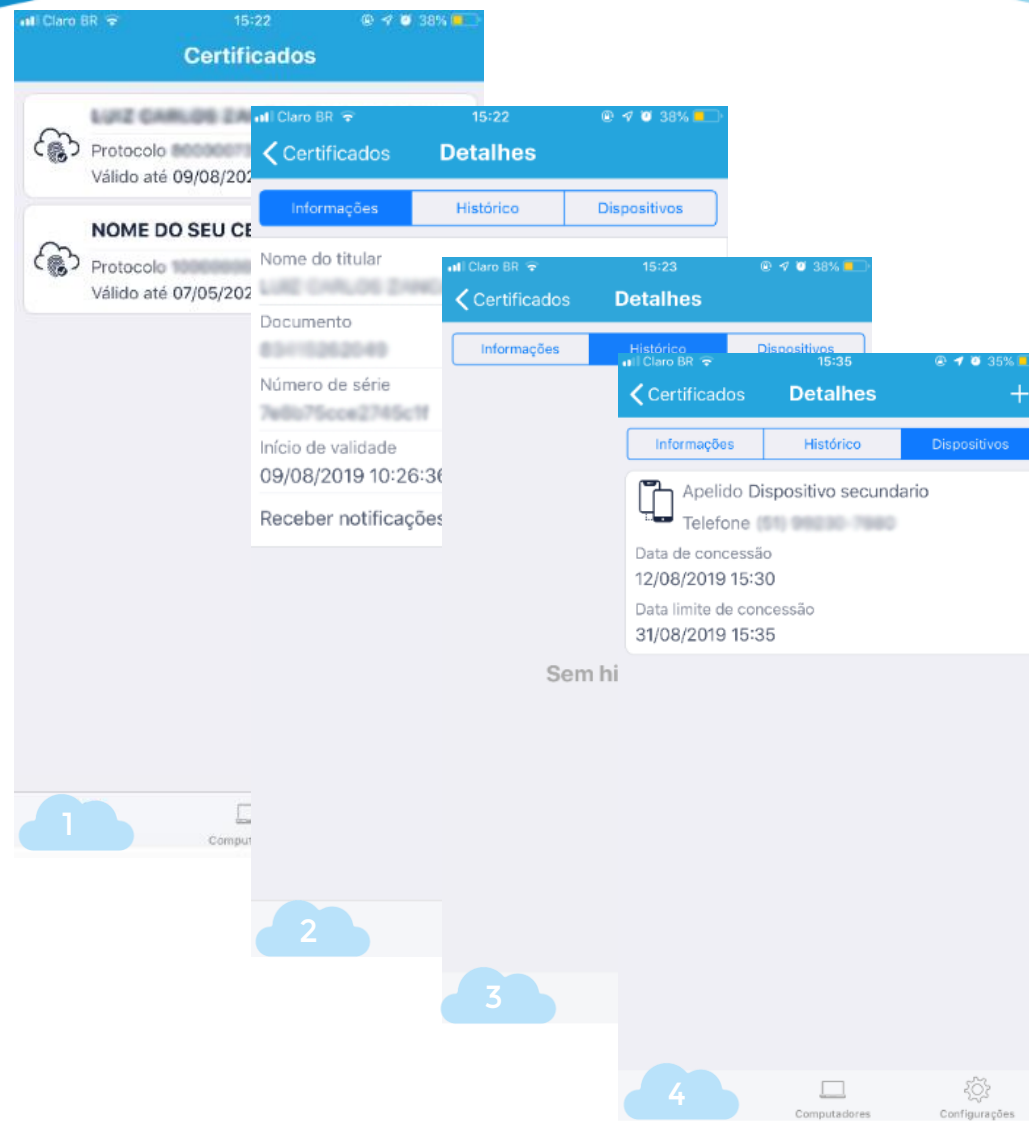 Claro BR 15:22 38%
Certificados
Protocolo
Válido até 09/08/202
NOME DO SEU CE
Protocolo
Válido até 07/05/202
Comput
1
Claro BR 15:22 38%
Certificados Detalhes
Informações Histórico Dispositivos
Nome do titular
Documento
Número de série
Início de validade
09/08/2019 10:26:36
Receber notificações
2
Claro BR 15:23 38%
Certificados Detalhes
Informações Histórico Dispositivos
Sem hi
3
Claro BR 15:35 35%
Certificados Detalhes +
Informações Histórico Dispositivos
Apelido Dispositivo secundario
Telefone
Data de concessão
12/08/2019 15:30
Data limite de concessão
31/08/2019 15:35
4
Computadores Configurações